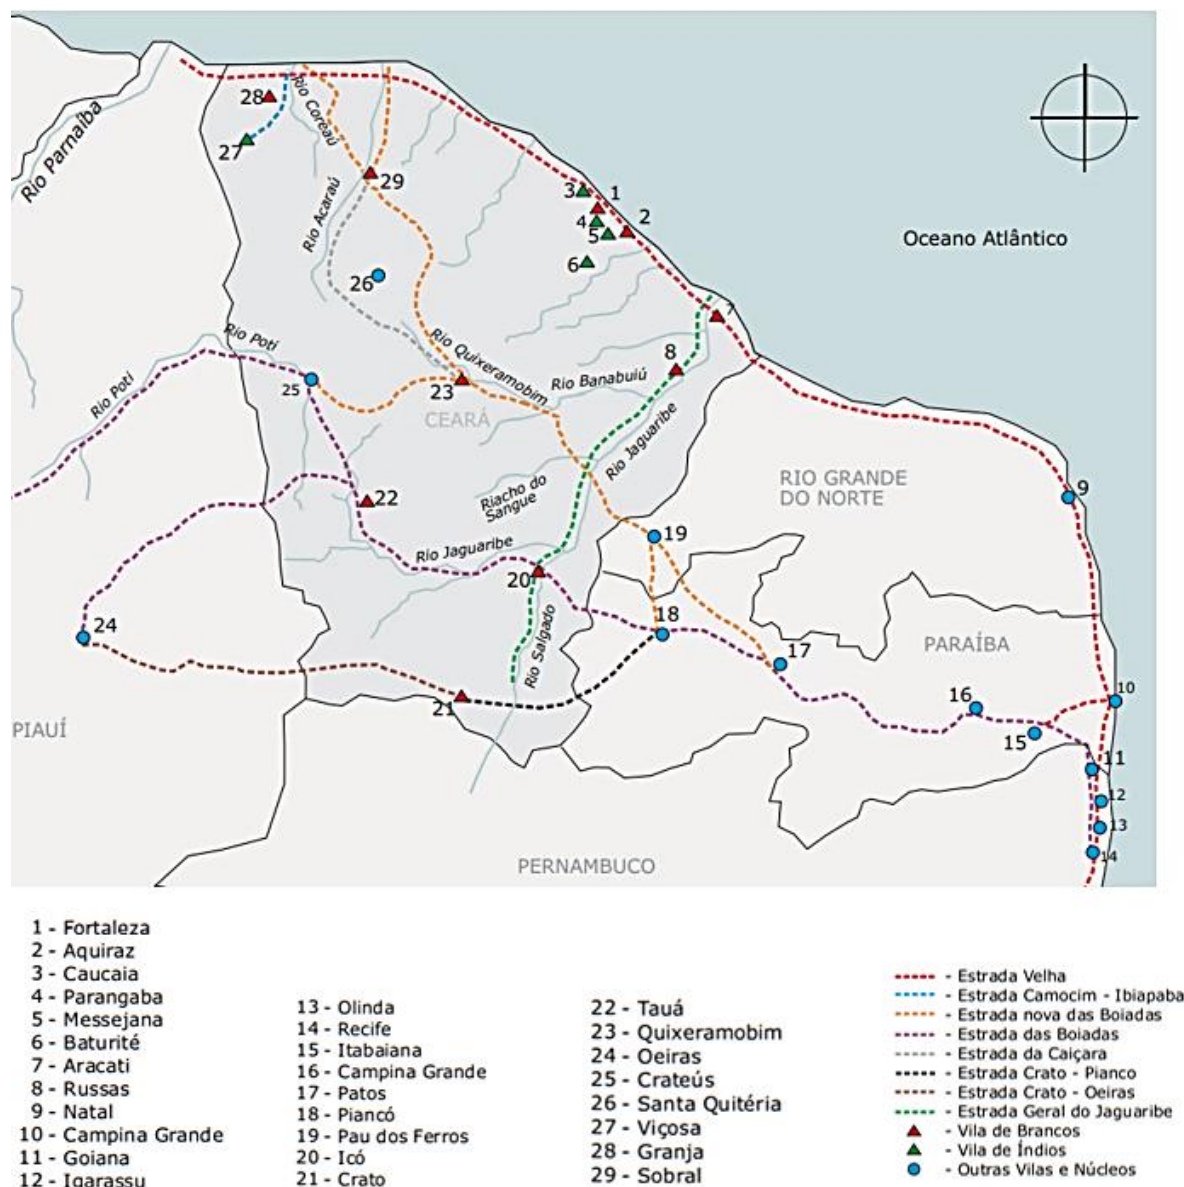 28
27
Rio Parnaíba
Rio Coreaú
29
Rio Acaraú
3
1
4
2
5
6
Oceano Atlântico
26
7
Rio Poti
Rio Poti
25
Rio Quixeramobim
8
Rio Banabuiú
23
CEARÁ
Rio Jaguaribe
RIO GRANDE
DO NORTE
9
22
Riacho do
Sangue
19
Rio Jaguaribe
20
24
18
Rio Salgado
17
PARAÍBA
21
16
10
PIAUÍ
15
11
12
13
14
PERNAMBUCO
1 - Fortaleza
2 - Aquiraz
3 - Caucaia
4 - Parangaba
5 - Messejana
6 - Baturité
7 - Aracati
8 - Russas
9 - Natal
10 - Campina Grande
11 - Goiana
12 - Igarassu
13 - Olinda
14 - Recife
15 - Itabaiana
16 - Campina Grande
17 - Patos
18 - Piancó
19 - Pau dos Ferros
20 - Icó
21 - Crato
22 - Tauá
23 - Quixeramobim
24 - Oeiras
25 - Crateús
26 - Santa Quitéria
27 - Viçosa
28 - Granja
29 - Sobral
- Estrada Velha
- Estrada Camocim - Ibiapaba
- Estrada nova das Boiadas
- Estrada das Boiadas
- Estrada da Caiçara
- Estrada Crato - Pianco
- Estrada Crato - Oeiras
- Estrada Geral do Jaguaribe
- Vila de Brancos
- Vila de Índios
- Outras Vilas e Núcleos